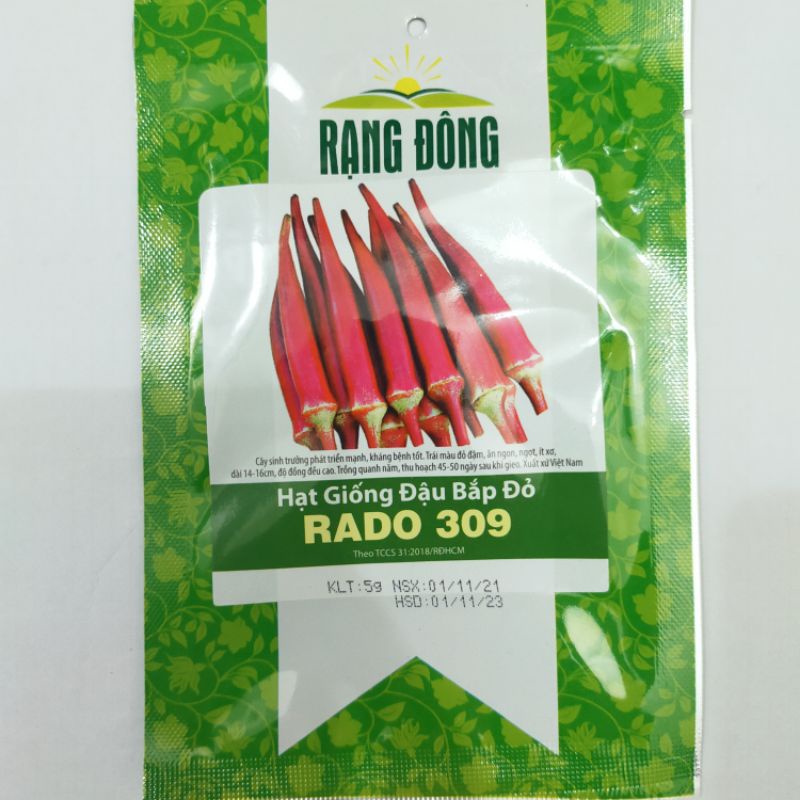 RẠNG ĐÔNG
Cây sinh trưởng phát triển mạnh, kháng bệnh tốt. Trái màu đỏ đậm, ăn ngon, ngọt, ít xơ,
dài 14-16cm, độ đồng đều cao. Trồng quanh năm, thu hoạch 45-50 ngày sau khi gieo. Xuất xứ Việt Nam
Hạt Giống Đậu Bắp Đỏ
RADO 309
Theo TCCS 31:2018/RĐHCM
KLT:5g NSX:01/11/21
HSD:01/11/23